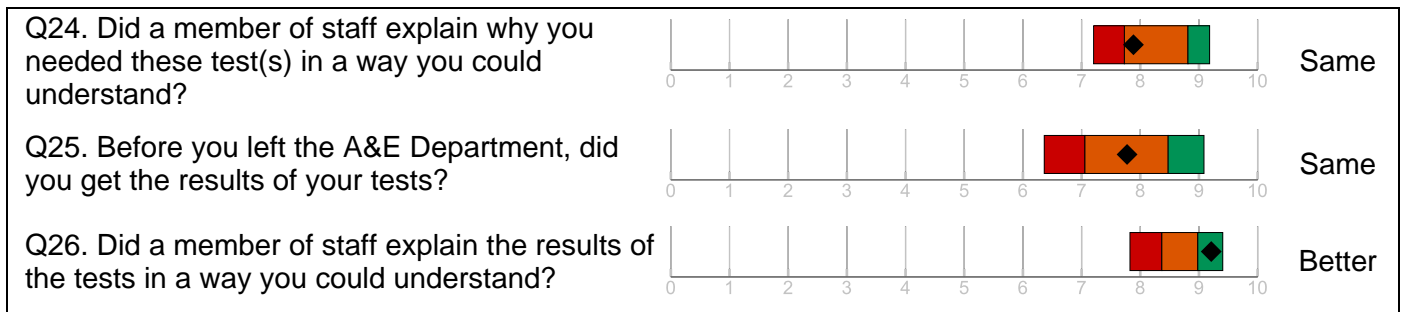 Q24. Did a member of staff explain why you
needed these test(s) in a way you could
understand?
0 1 2 3 4 5 6 7 8 9 10
Same
Q25. Before you left the A&E Department, did
you get the results of your tests?
0 1 2 3 4 5 6 7 8 9 10
Same
Q26. Did a member of staff explain the results of
the tests in a way you could understand?
0 1 2 3 4 5 6 7 8 9 10
Better